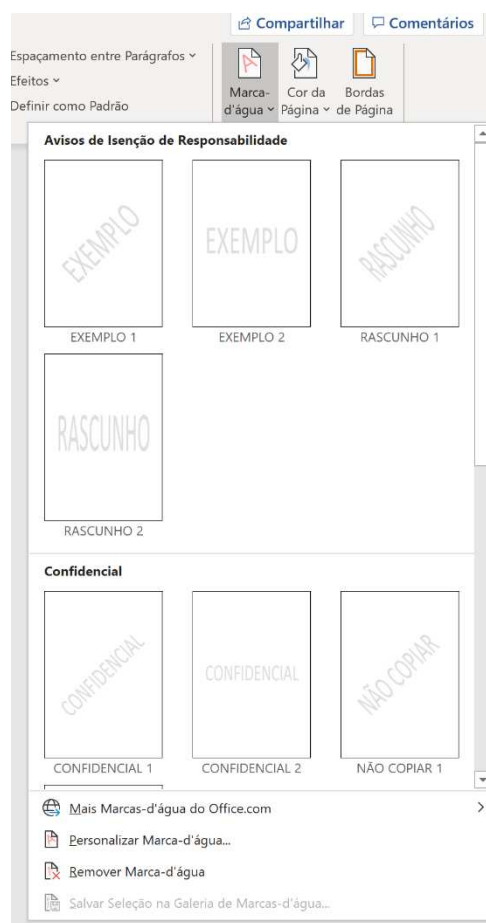 Compartilhar Comentários
Espaçamento entre Parágrafos
Efeitos
Definir como Padrão
Marca-d'água
Cor da Página
Bordas de Página
Avisos de Isenção de Responsabilidade
EXEMPLO EXEMPLO RASCUNHO
EXEMPLO 1 EXEMPLO 2 RASCUNHO 1
RASCUNHO
RASCUNHO 2
Confidencial
CONFIDENCIAL CONFIDENCIAL NÃO COPIAR
CONFIDENCIAL 1 CONFIDENCIAL 2 NÃO COPIAR 1
Mais Marcas-d'água do Office.com
Personalizar Marca-d'água...
Remover Marca-d'água
Salvar Seleção na Galeria de Marcas-d'água...